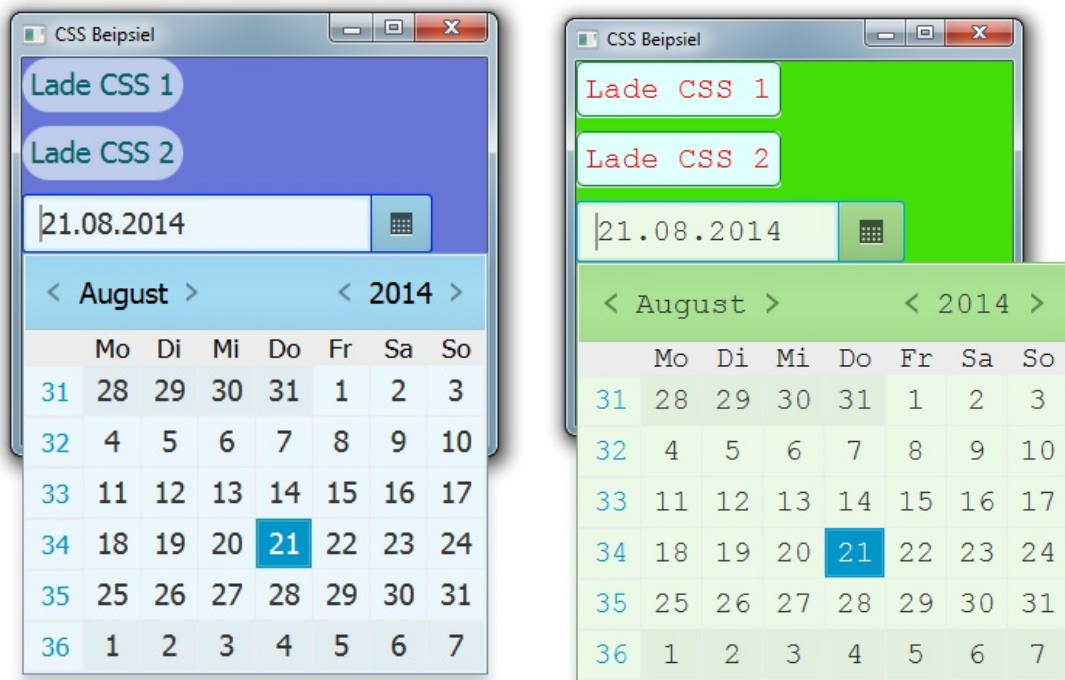 CSS Beipsiel
Lade CSS 1
Lade CSS 2
21.08.2014
< August > < 2014 >
Mo Di Mi Do Fr Sa So
31 28 29 30 31 1 2 3
32 4 5 6 7 8 9 10
33 11 12 13 14 15 16 17
34 18 19 20 21 22 23 24
35 25 26 27 28 29 30 31
36 1 2 3 4 5 6 7
CSS Beipsiel
Lade CSS 1
Lade CSS 2
21.08.2014
< August > < 2014 >
Mo Di Mi Do Fr Sa So
31 28 29 30 31 1 2 3
32 4 5 6 7 8 9 10
33 11 12 13 14 15 16 17
34 18 19 20 21 22 23 24
35 25 26 27 28 29 30 31
36 1 2 3 4 5 6 7